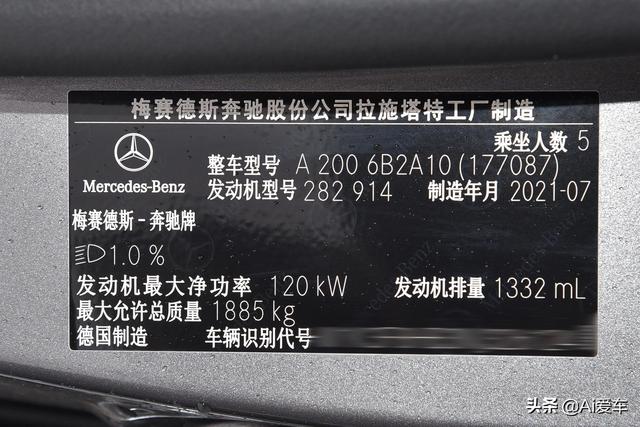 梅赛德斯奔驰股份公司拉施塔特工厂制造
乘坐人数 5
整车型号 A 200 6B2A10 (177087)
Mercedes-Benz
发动机型号 282 914 制造年月 2021-07
梅赛德斯-奔驰牌
1.0 %
发动机最大净功率 120 kW 发动机排量 1332 mL
最大允许总质量 1885 kg
德国制造 车辆识别代号
头条 @Ai爱车